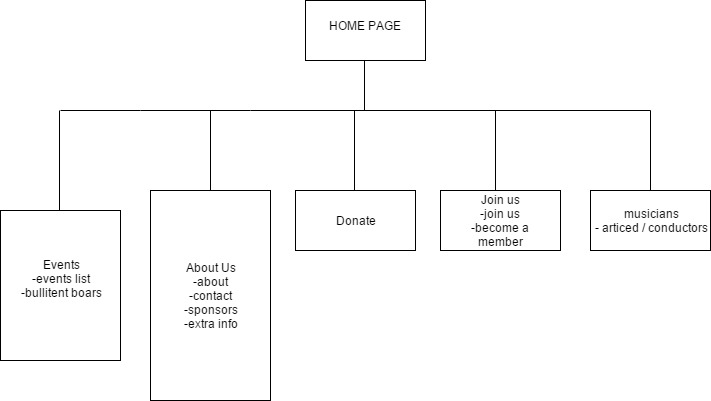 HOME PAGE
Events
-events list
-bullitent boars
About Us
-about
-contact
-sponsors
-extra info
Donate
Join us
-join us
-become a
member
musicians
- articed / conductors